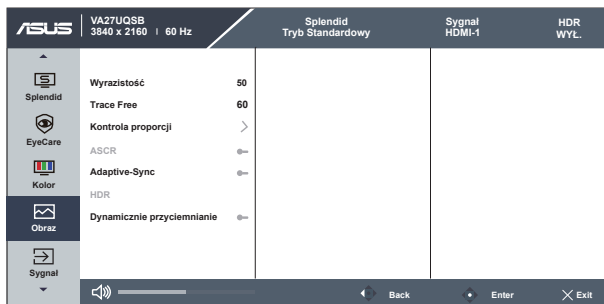 ASUS
VA27UQSB
3840 x 2160 | 60 Hz
Splendid
Tryb Standardowy
Sygnał
HDMI-1
HDR
WYŁ.
Splendid
EyeCare
Kolor
Obraz
Sygnał
Wyrazistość 50
Trace Free 60
Kontrola proporcji
ASCR
Adaptive-Sync
HDR
Dynamicznie przyciemnianie
Back
Enter
Exit